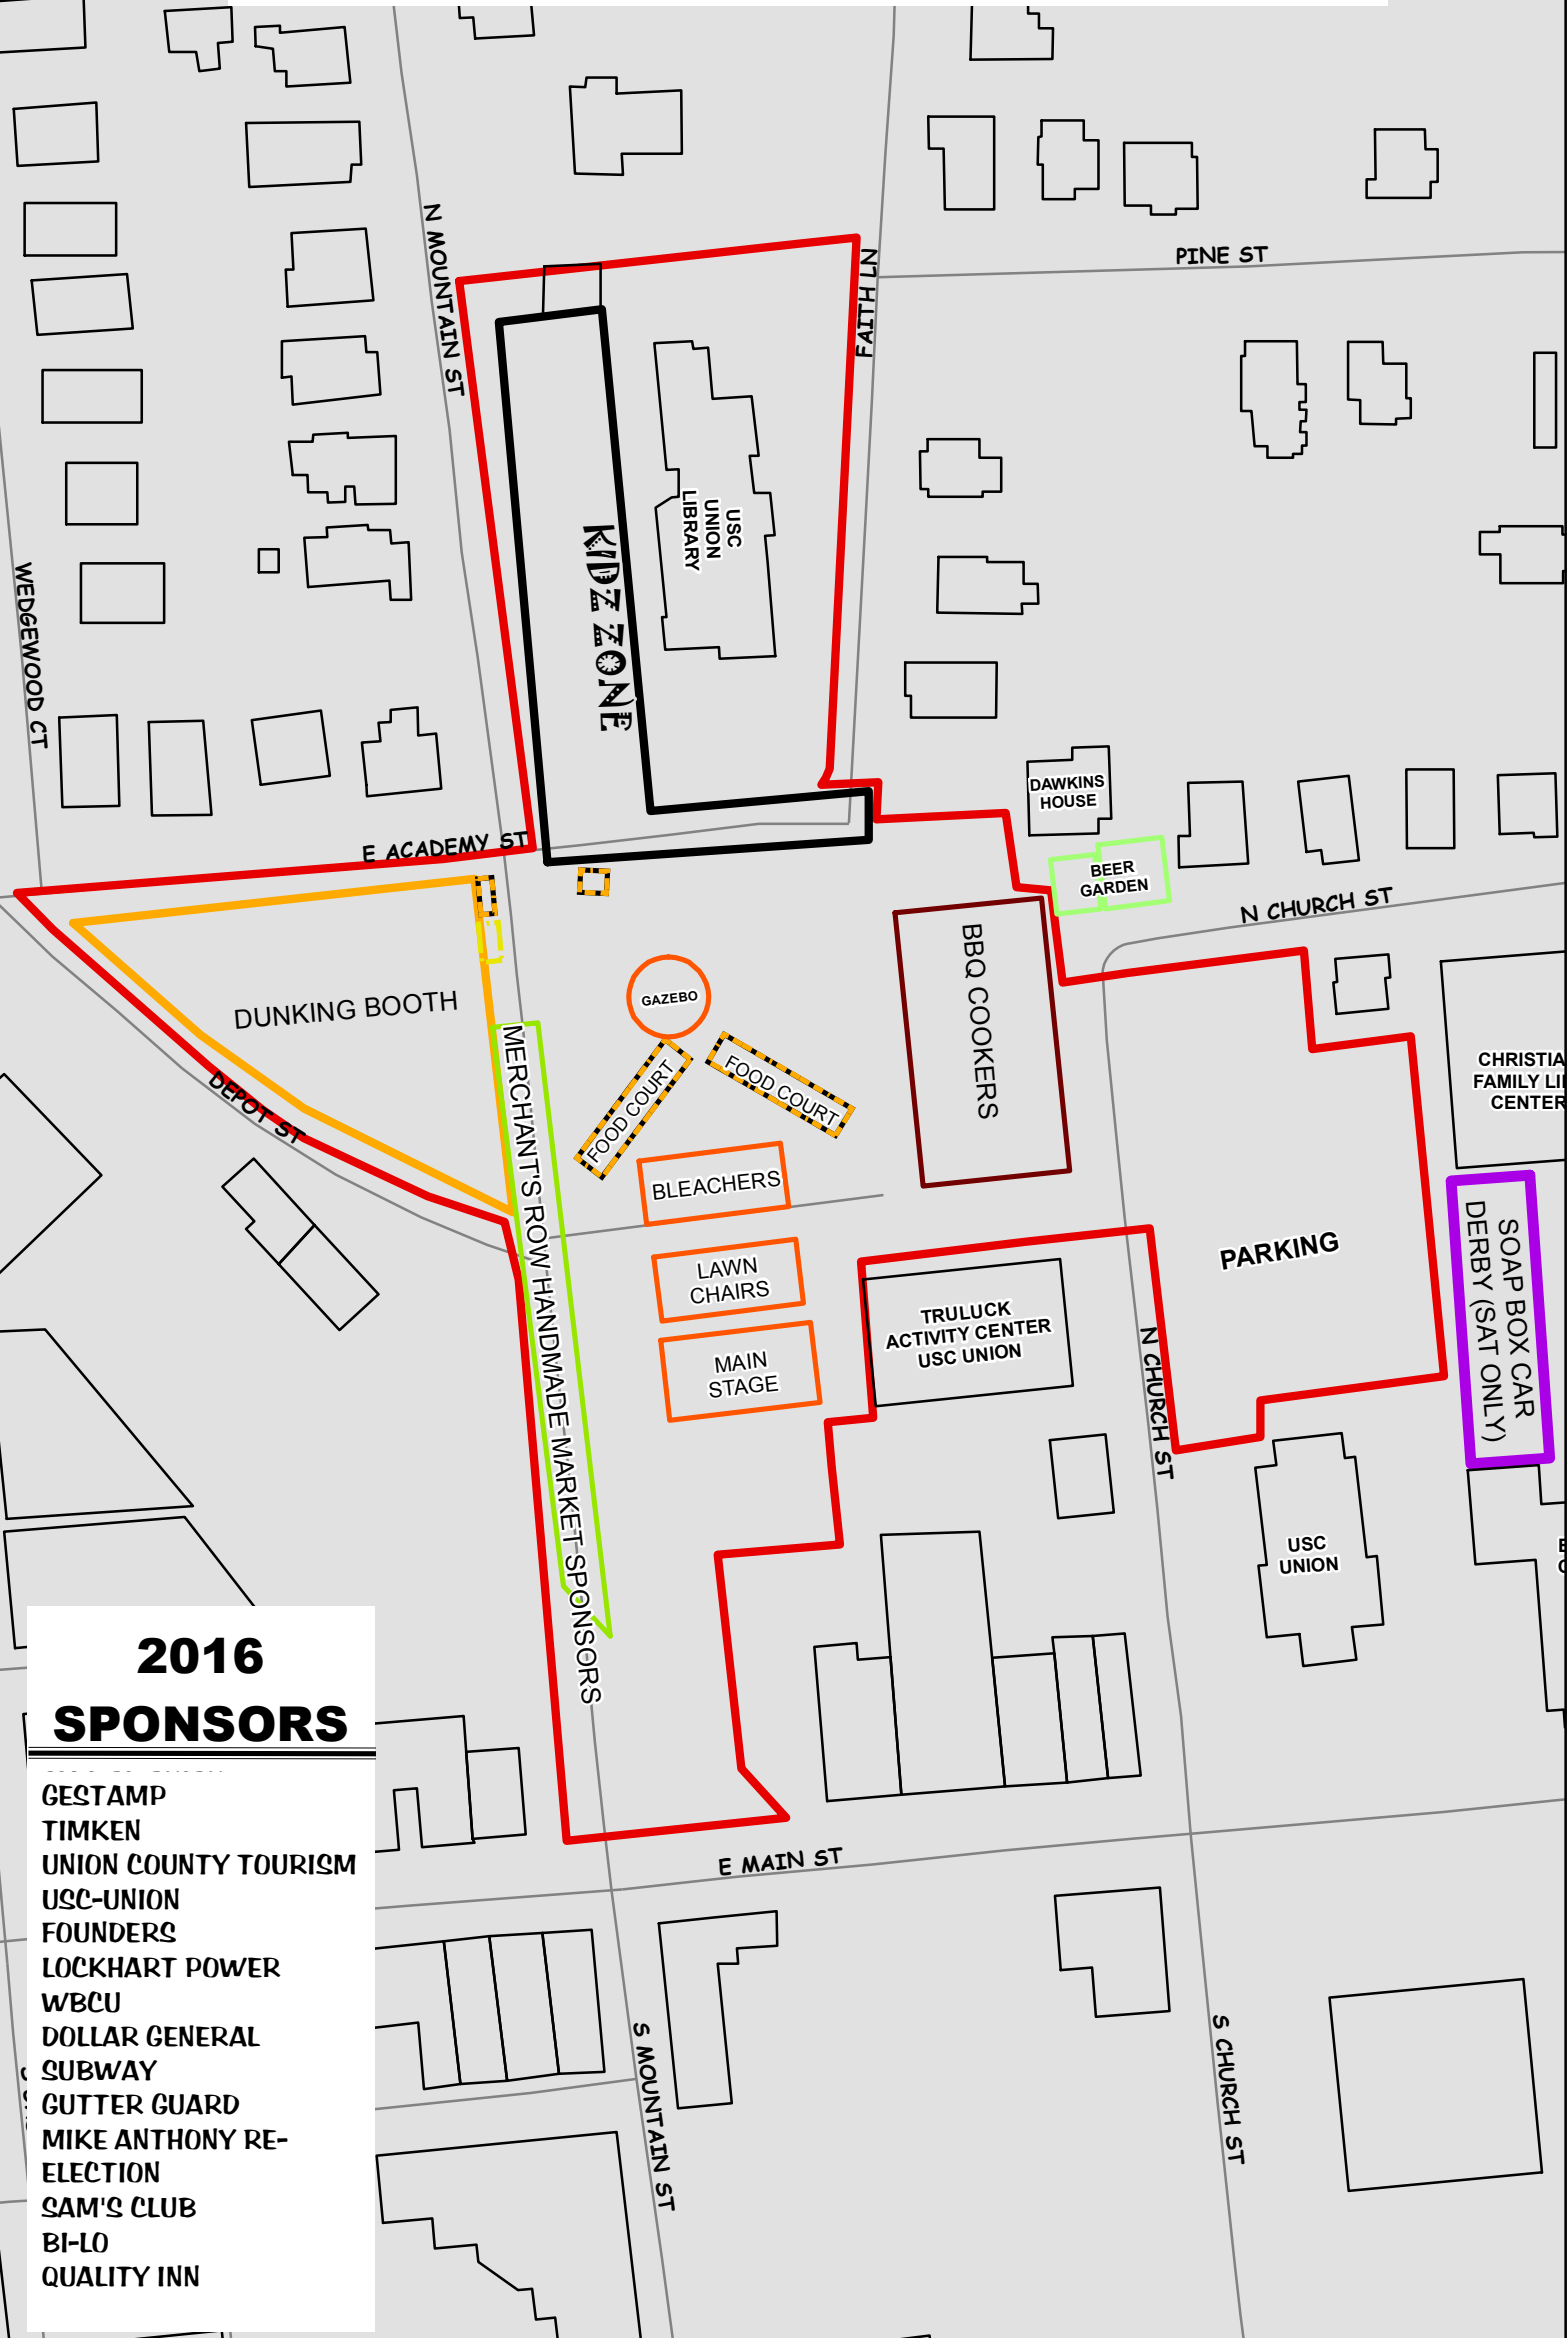 N MOUNTAIN ST
FAITH LN
PINE ST
USC
UNION
LIBRARY
KIDZ ZONE
WEDGEWOOD CT
DAWKINS
HOUSE
E ACADEMY ST
BEER
GARDEN
N CHURCH ST
BBQ COOKERS
GAZEBO
DUNKING BOOTH
MERCHANT'S ROW HANDMADE MARKET SPONSORS
FOOD COURT
FOOD COURT
DEPOT ST
CHRISTIA
FAMILY LI
CENTER
BLEACHERS
SOAP BOX CAR
DERBY (SAT ONLY)
PARKING
LAWN
CHAIRS
TRULUCK
ACTIVITY CENTER
USC UNION
MAIN
STAGE
N CHURCH ST
USC
UNION
2016
SPONSORS
GESTAMP
TIMKEN
UNION COUNTY TOURISM
USC-UNION
FOUNDERS
LOCKHART POWER
WBCU
DOLLAR GENERAL
SUBWAY
GUTTER GUARD
MIKE ANTHONY RE-
ELECTION
SAM'S CLUB
BI-LO
QUALITY INN
E MAIN ST
S MOUNTAIN ST
S CHURCH ST